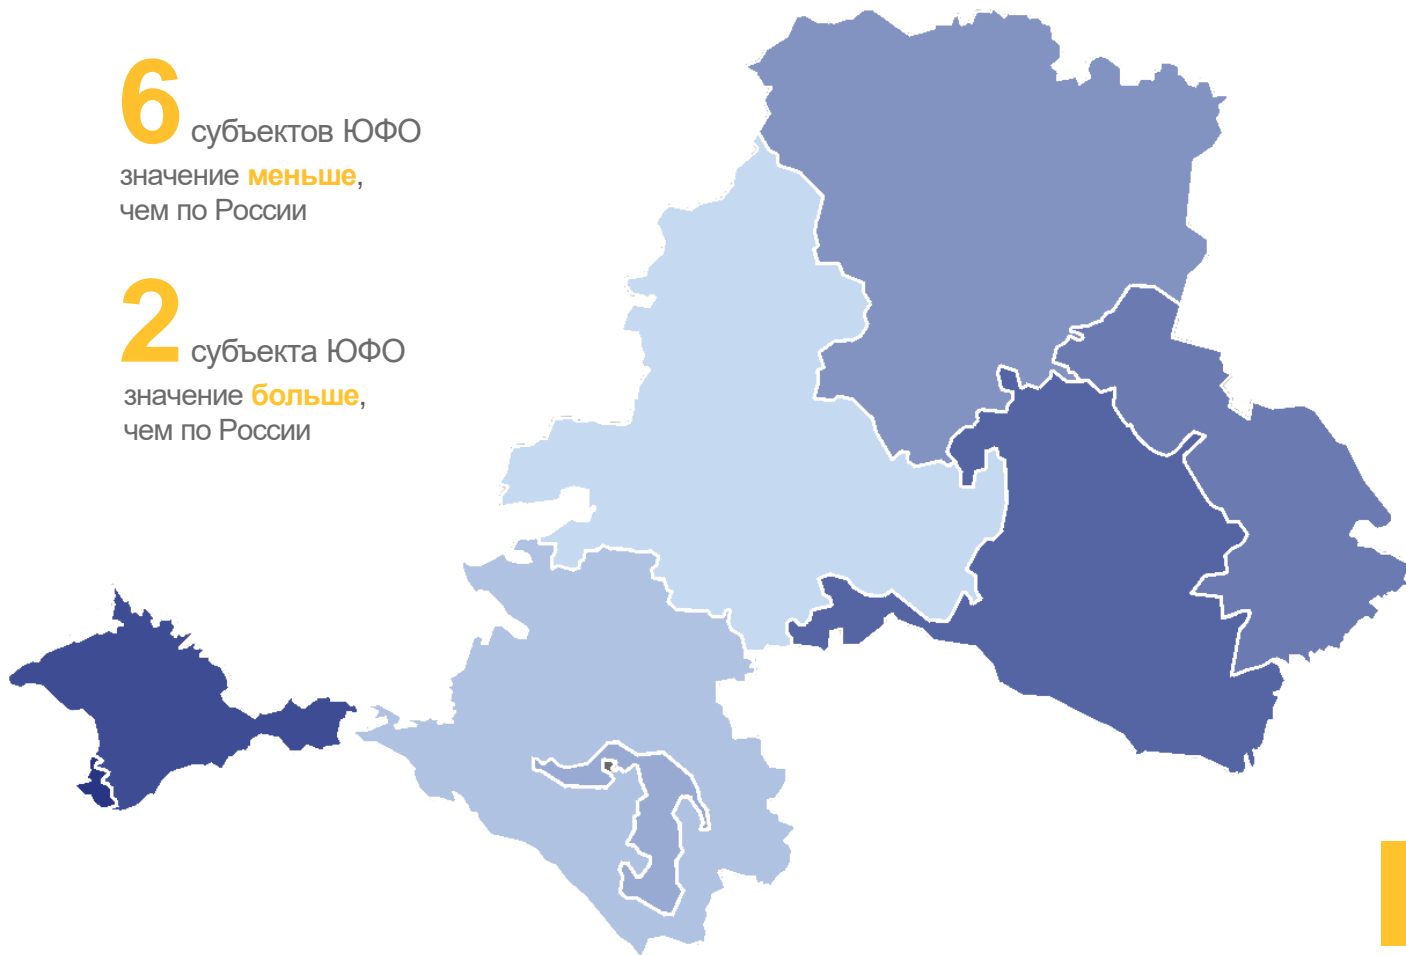 6 субъектов ЮФО
значение меньше,
чем по России
2 субъекта ЮФО
значение больше,
чем по России